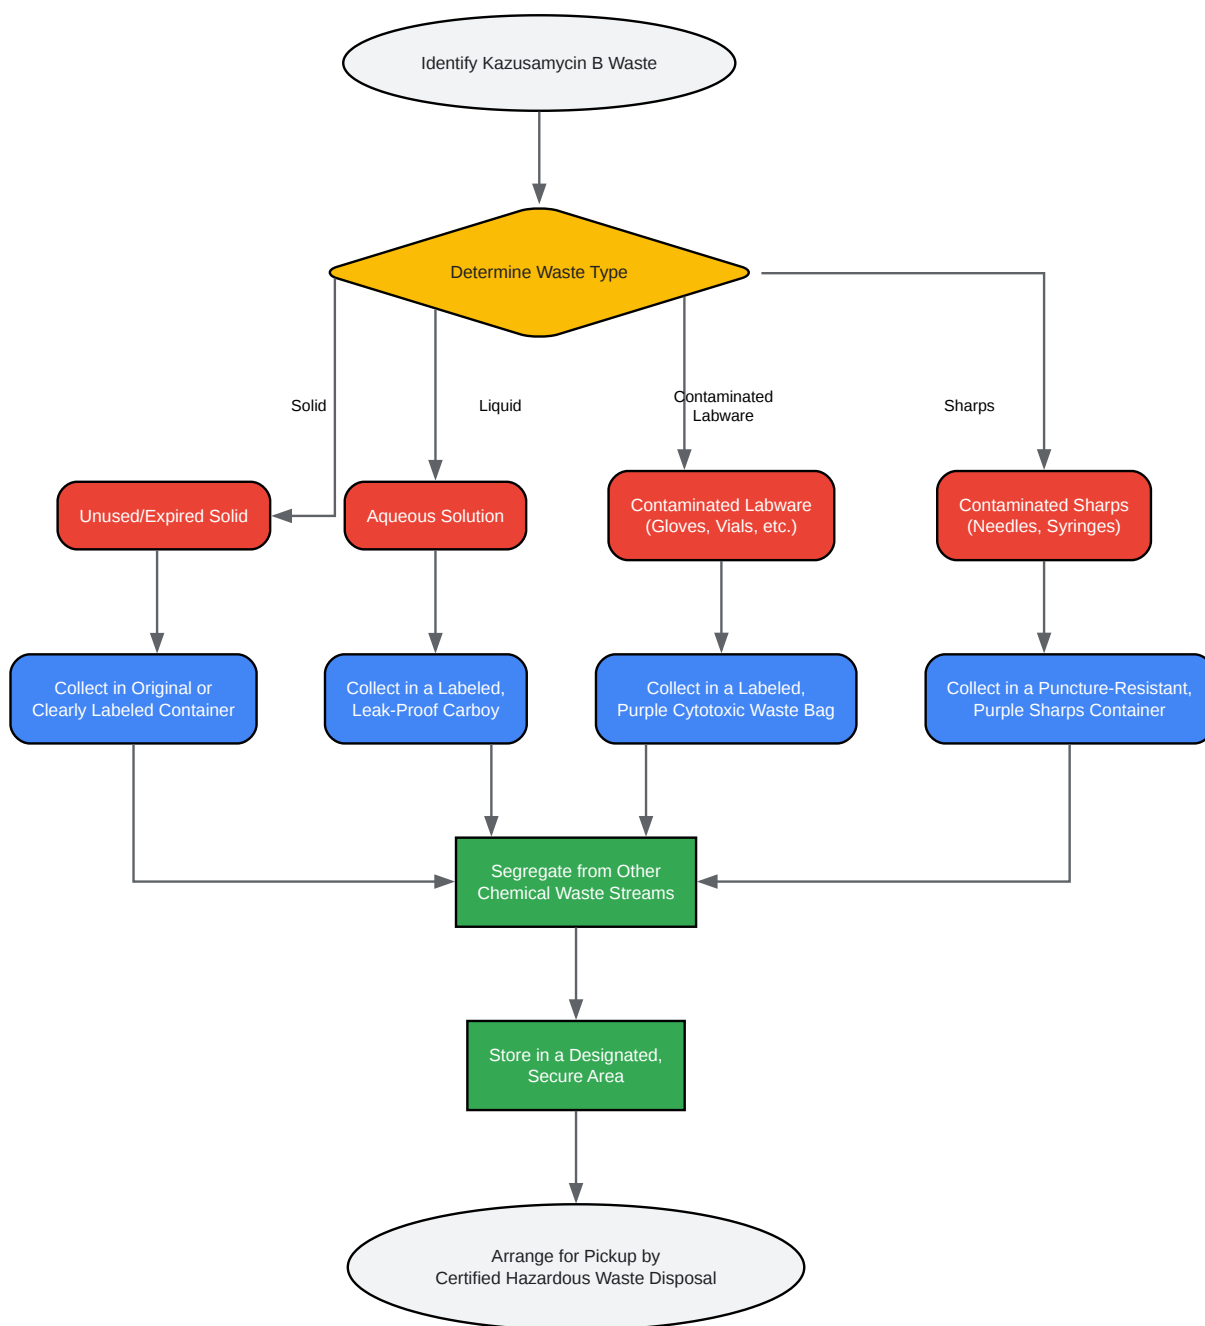 Identify Kazusamycin B Waste
Determine Waste Type
Solid
Liquid
Contaminated
Labware
Sharps
Unused/Expired Solid
Aqueous Solution
Contaminated Labware
(Gloves, Vials, etc.)
Contaminated Sharps
(Needles, Syringes)
Collect in Original or
Clearly Labeled Container
Collect in a Labeled,
Leak-Proof Carboy
Collect in a Labeled,
Purple Cytotoxic Waste Bag
Collect in a Puncture-Resistant,
Purple Sharps Container
Segregate from Other
Chemical Waste Streams
Store in a Designated,
Secure Area
Arrange for Pickup by
Certified Hazardous Waste Disposal